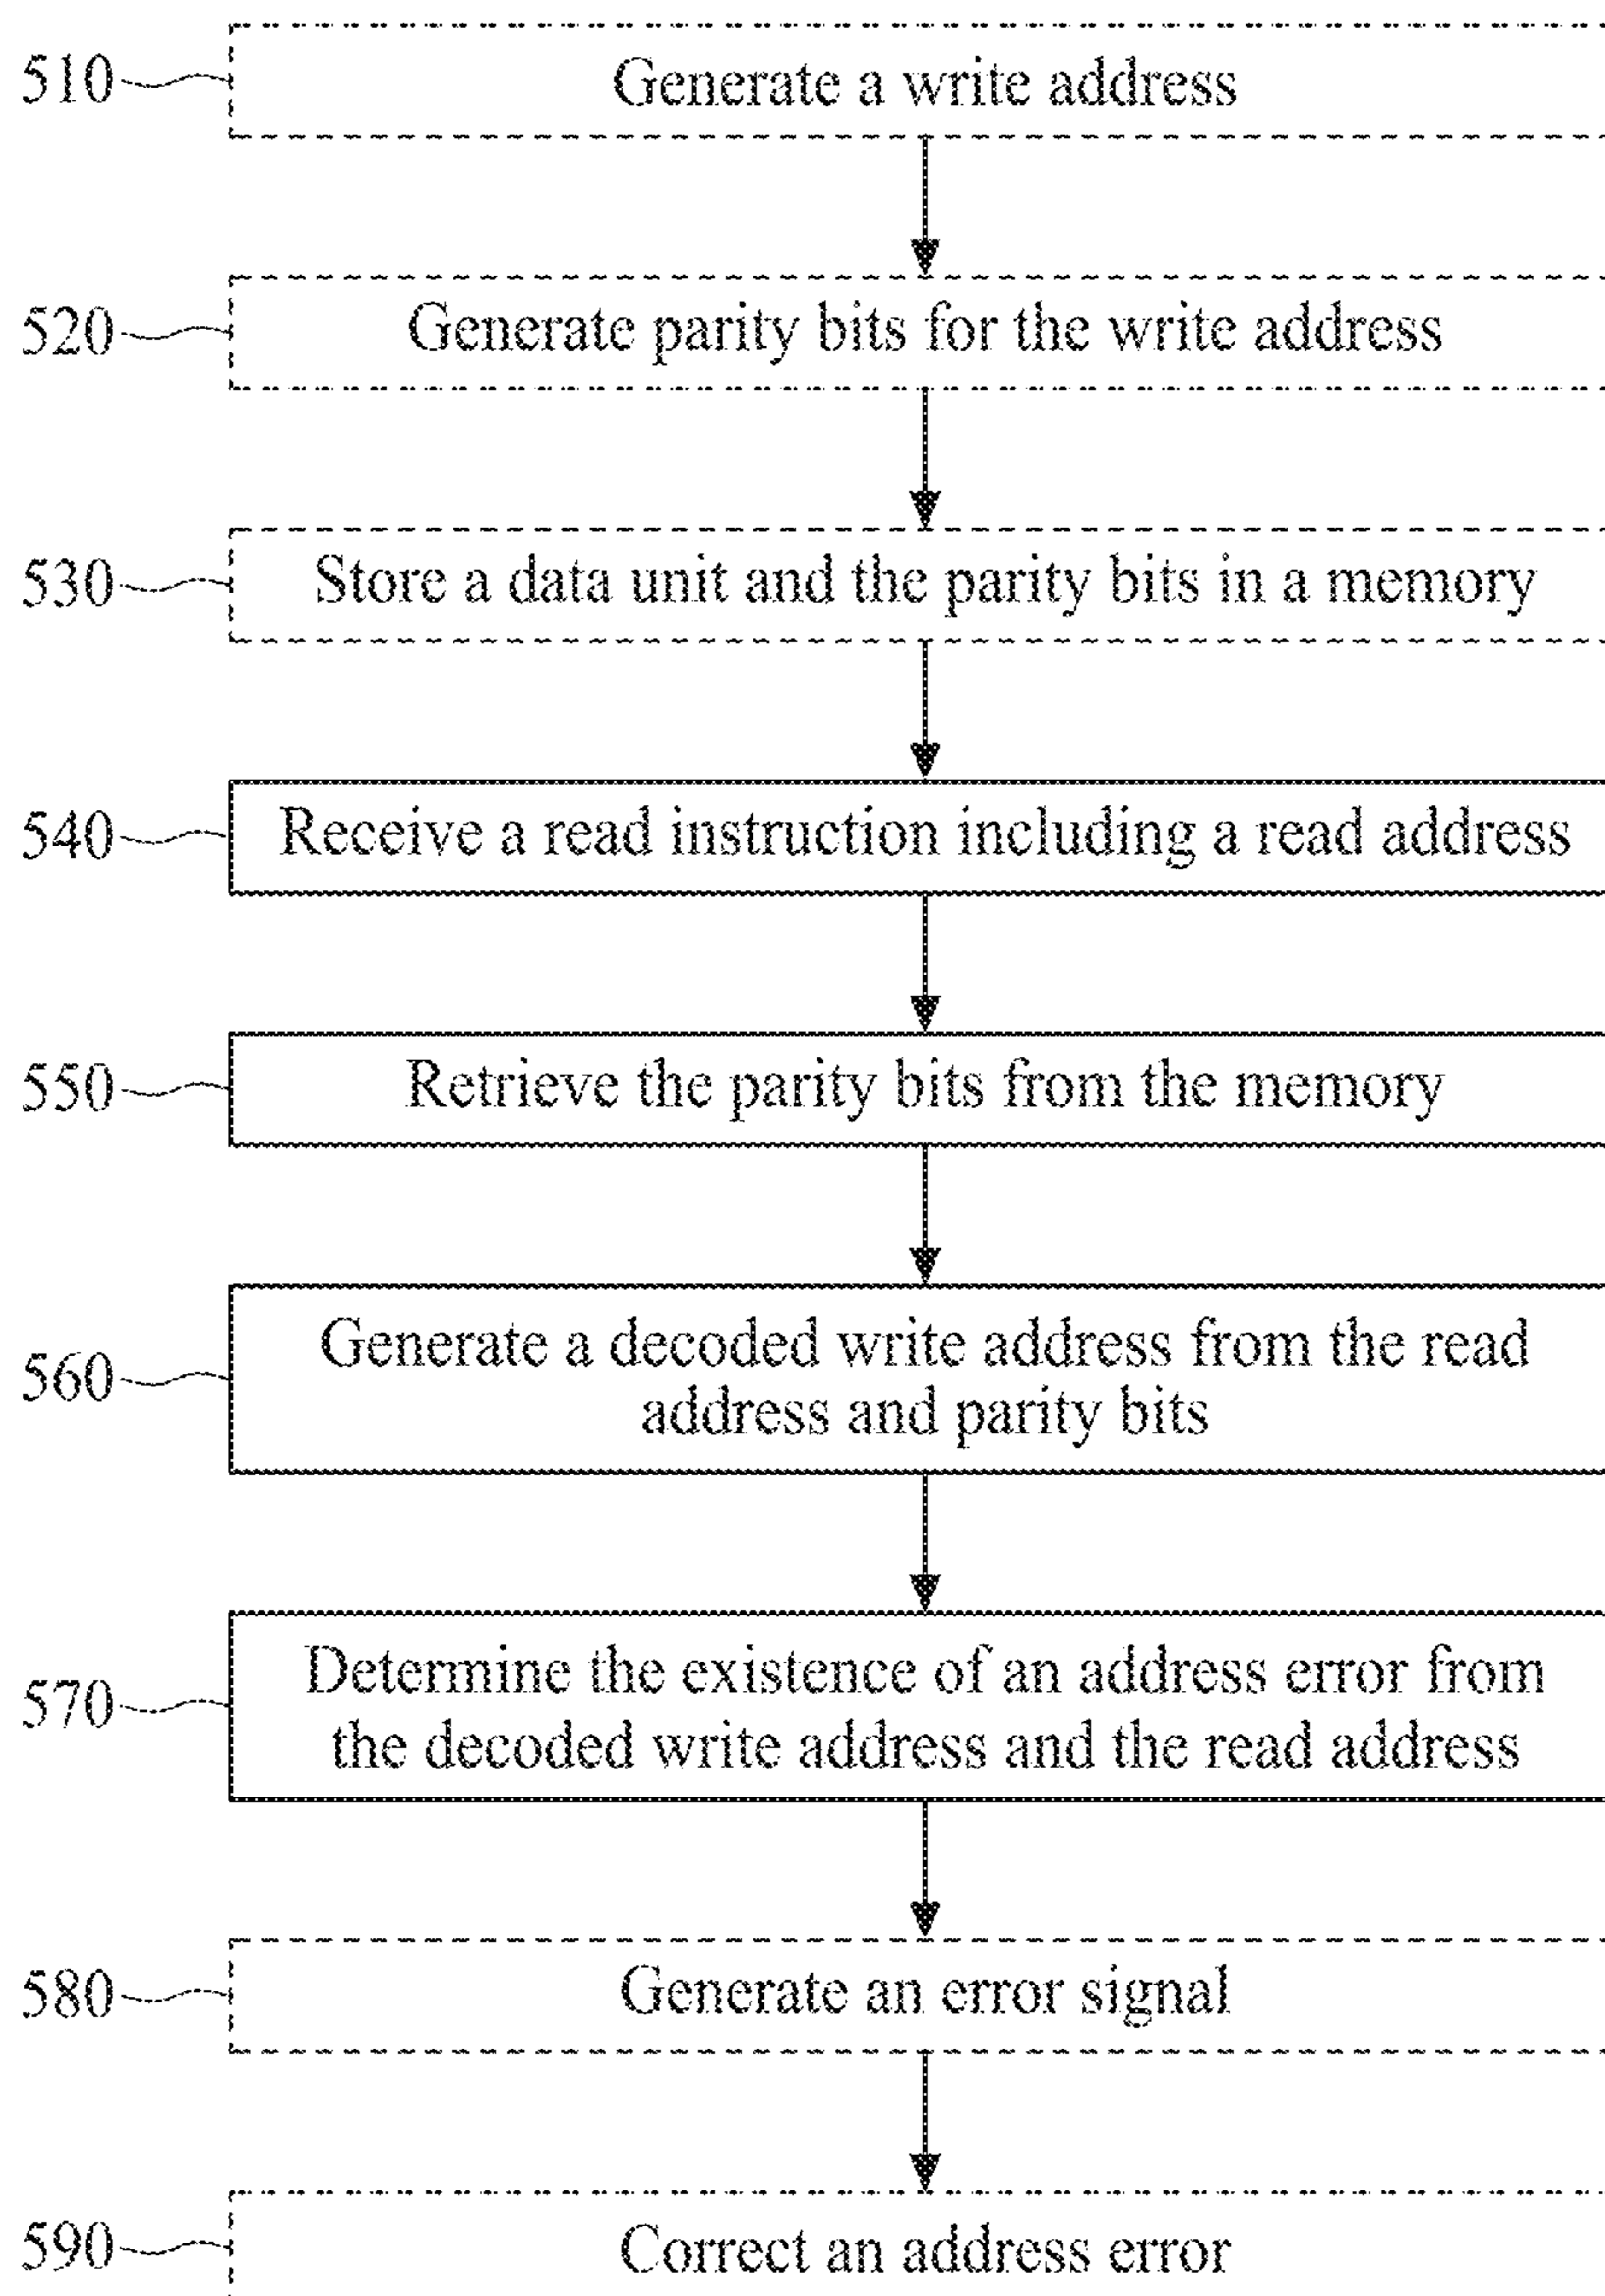 510 Generate a write address
520 Generate parity bits for the write address
530 Store a data unit and the parity bits in a memory
540 Receive a read instruction including a read address
550 Retrieve the parity bits from the memory
560 Generate a decoded write address from the read
address and parity bits
570 Determine the existence of an address error from
the decoded write address and the read address
580 Generate an error signal
590 Correct an address error